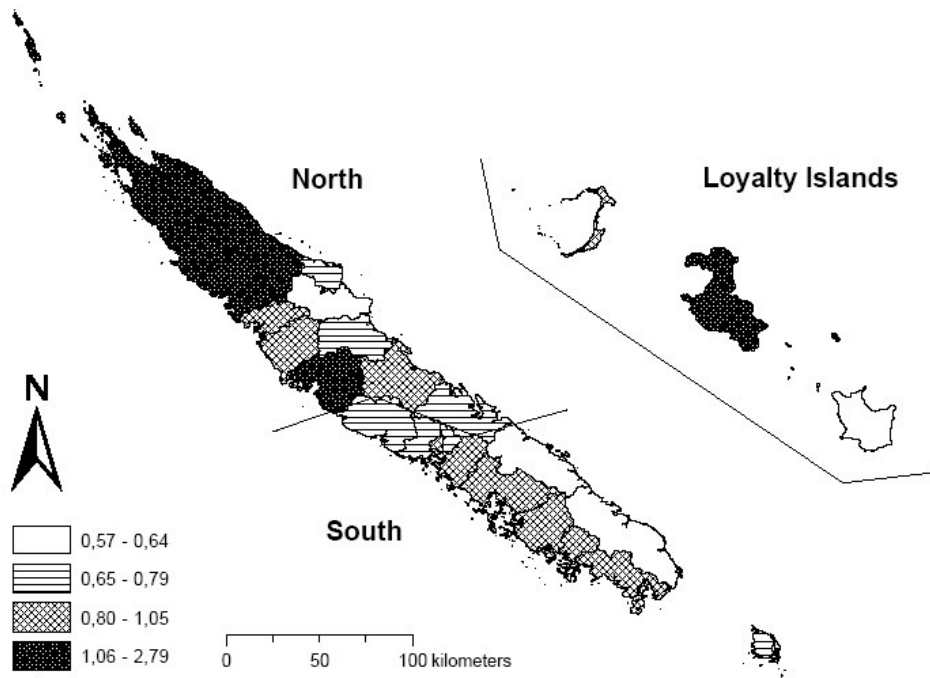 North
Loyalty Islands
N
South
0,57 - 0,64
0,65 - 0,79
0,80 - 1,05
1,06 - 2,79
0 50 100 kilometers